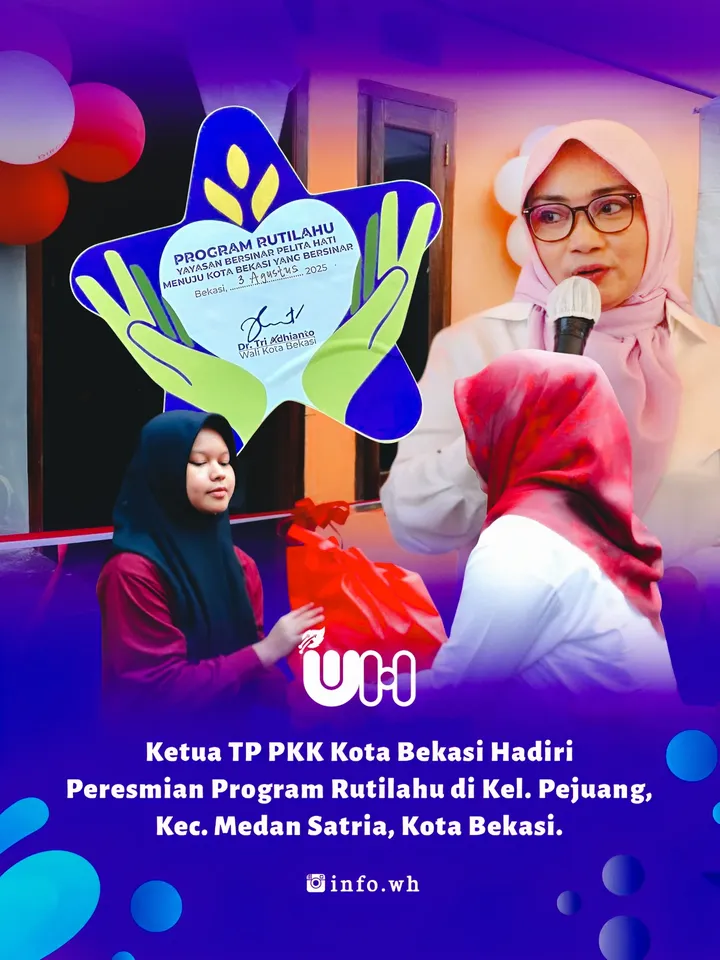 PROGRAM RUTILAHU
YAYASAN BERSINAR PELITA HATI
MENUJU KOTA BEKASI YANG BERSINAR
Bekasi, 3 Agustus 2025
Dr. Tri Adhianto
Wali Kota Bekasi
WH
Ketua TP PKK Kota Bekasi Hadiri
Peresmian Program Rutilahu di Kel. Pejuang,
Kec. Medan Satria, Kota Bekasi.
info.wh